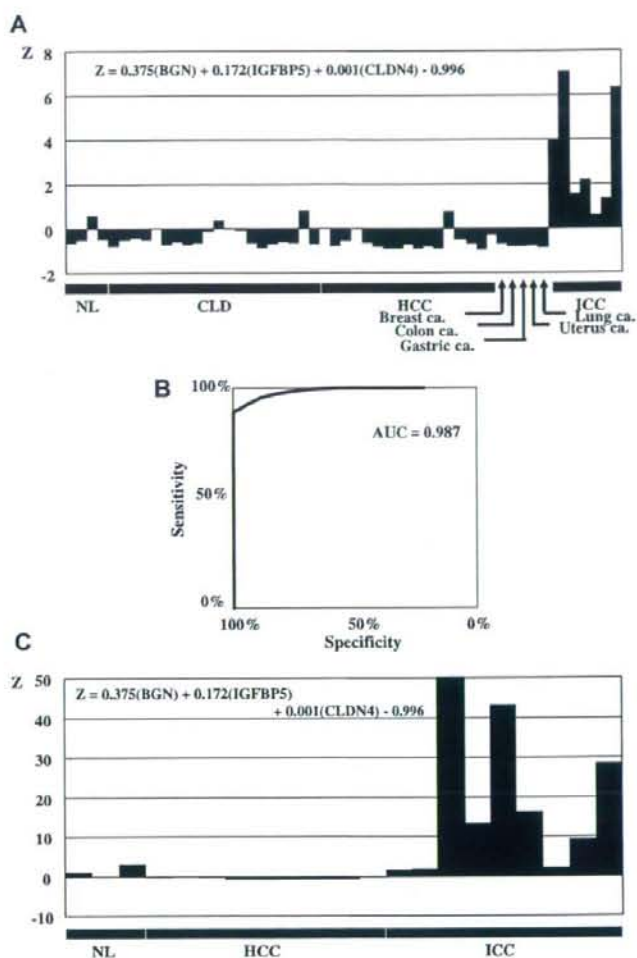 A
Z
8
Z = 0.375(BGN) + 0.172(IGFBP5) + 0.001(CLDN4) - 0.996
6
4
2
0
-2
NL CLD HCC ICC
Breast ca. Lung ca.
Colon ca. Uterus ca.
Gastric ca.
B
100%
AUC = 0.987
Sensitivity
50%
0%
100% 50% 0%
Specificity
C
Z
50
Z = 0.375(BGN) + 0.172(IGFBP5)
+ 0.001(CLDN4) - 0.996
40
30
20
10
0
-10
NL HCC ICC